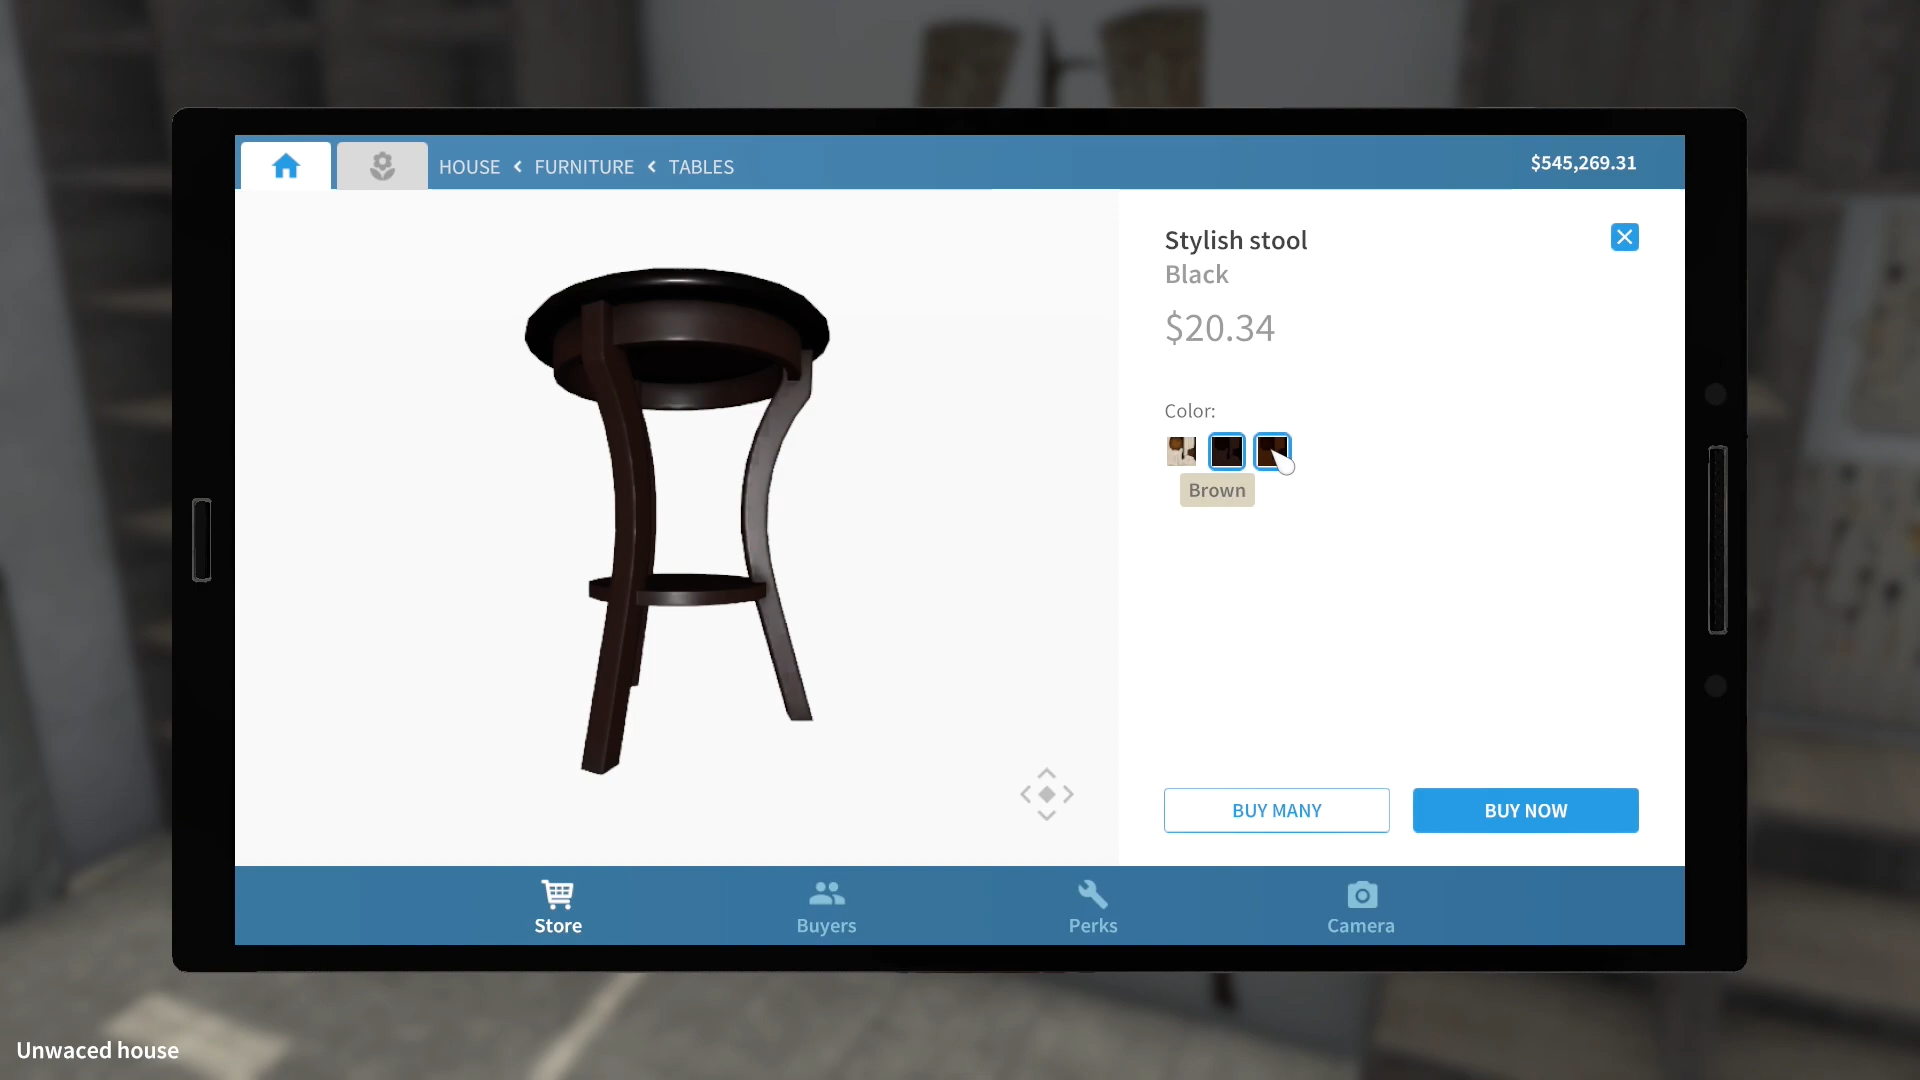 HOUSE < FURNITURE < TABLES
$545,269.31
Stylish stool
Black
$20.34
Color:
Brown
BUY MANY
BUY NOW
Store
Buyers
Perks
Camera
Unwaced house